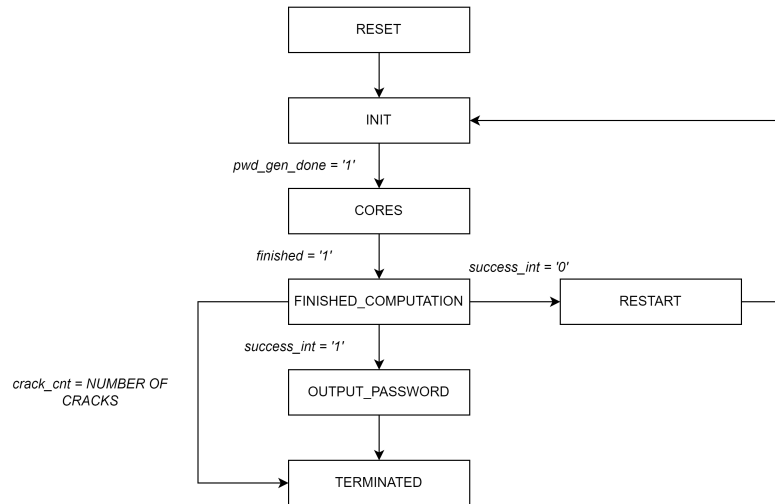 RESET
INIT
pwd_gen_done = '1'
CORES
finished = '1'
success_int = '0'
FINISHED_COMPUTATION
RESTART
success_int = '1'
crack_cnt = NUMBER OF
CRACKS
OUTPUT_PASSWORD
TERMINATED